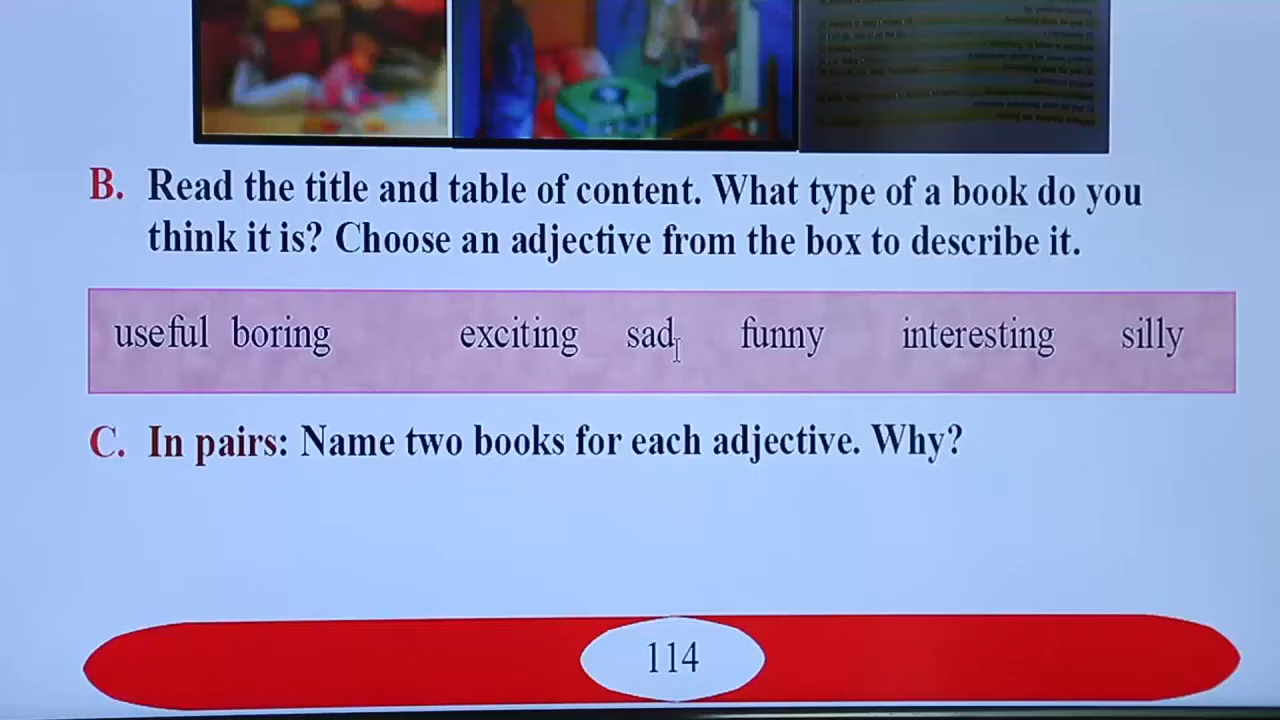 B. Read the title and table of content. What type of a book do you
think it is? Choose an adjective from the box to describe it.
useful boring exciting sad funny interesting silly
C. In pairs: Name two books for each adjective. Why?
114